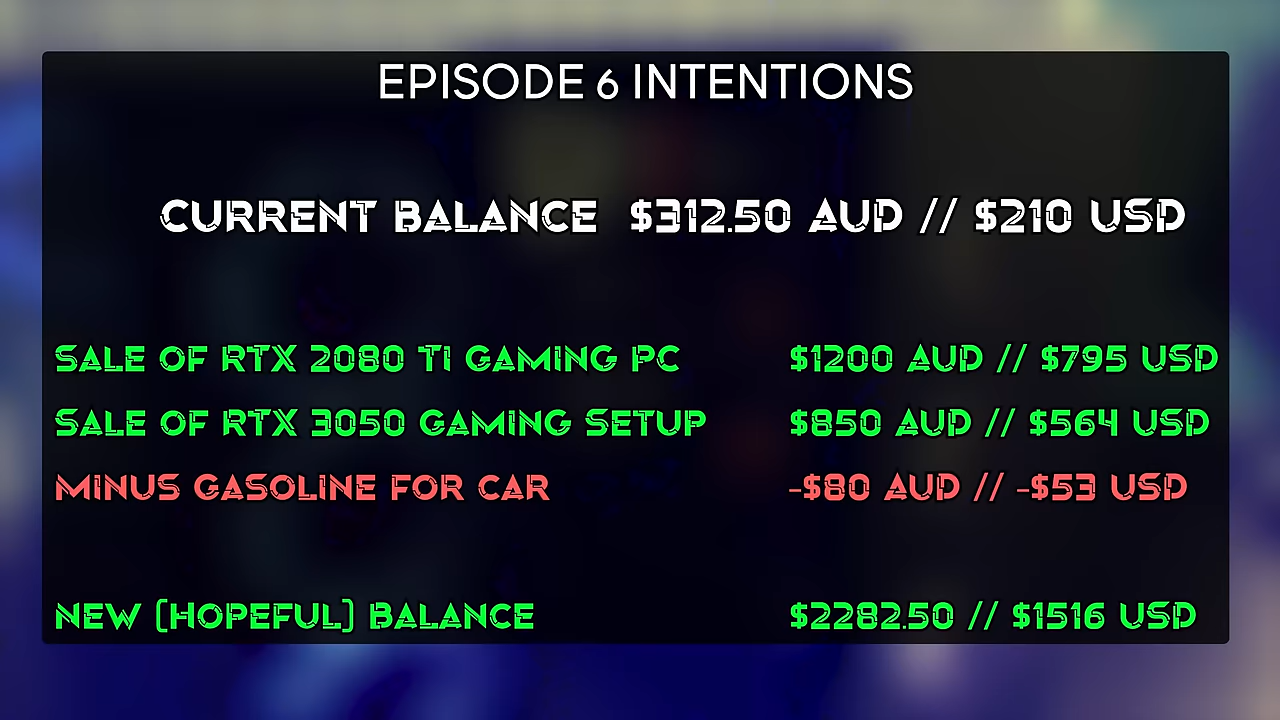 EPISODE 6 INTENTIONS
CURRENT BALANCE $312.50 AUD // $210 USD
SALE OF RTX 2080 TI GAMING PC $1200 AUD // $795 USD
SALE OF RTX 3050 GAMING SETUP $850 AUD // $564 USD
MINUS GASOLINE FOR CAR -$80 AUD // -$53 USD
NEW (HOPEFUL) BALANCE $2282.50 // $1516 USD